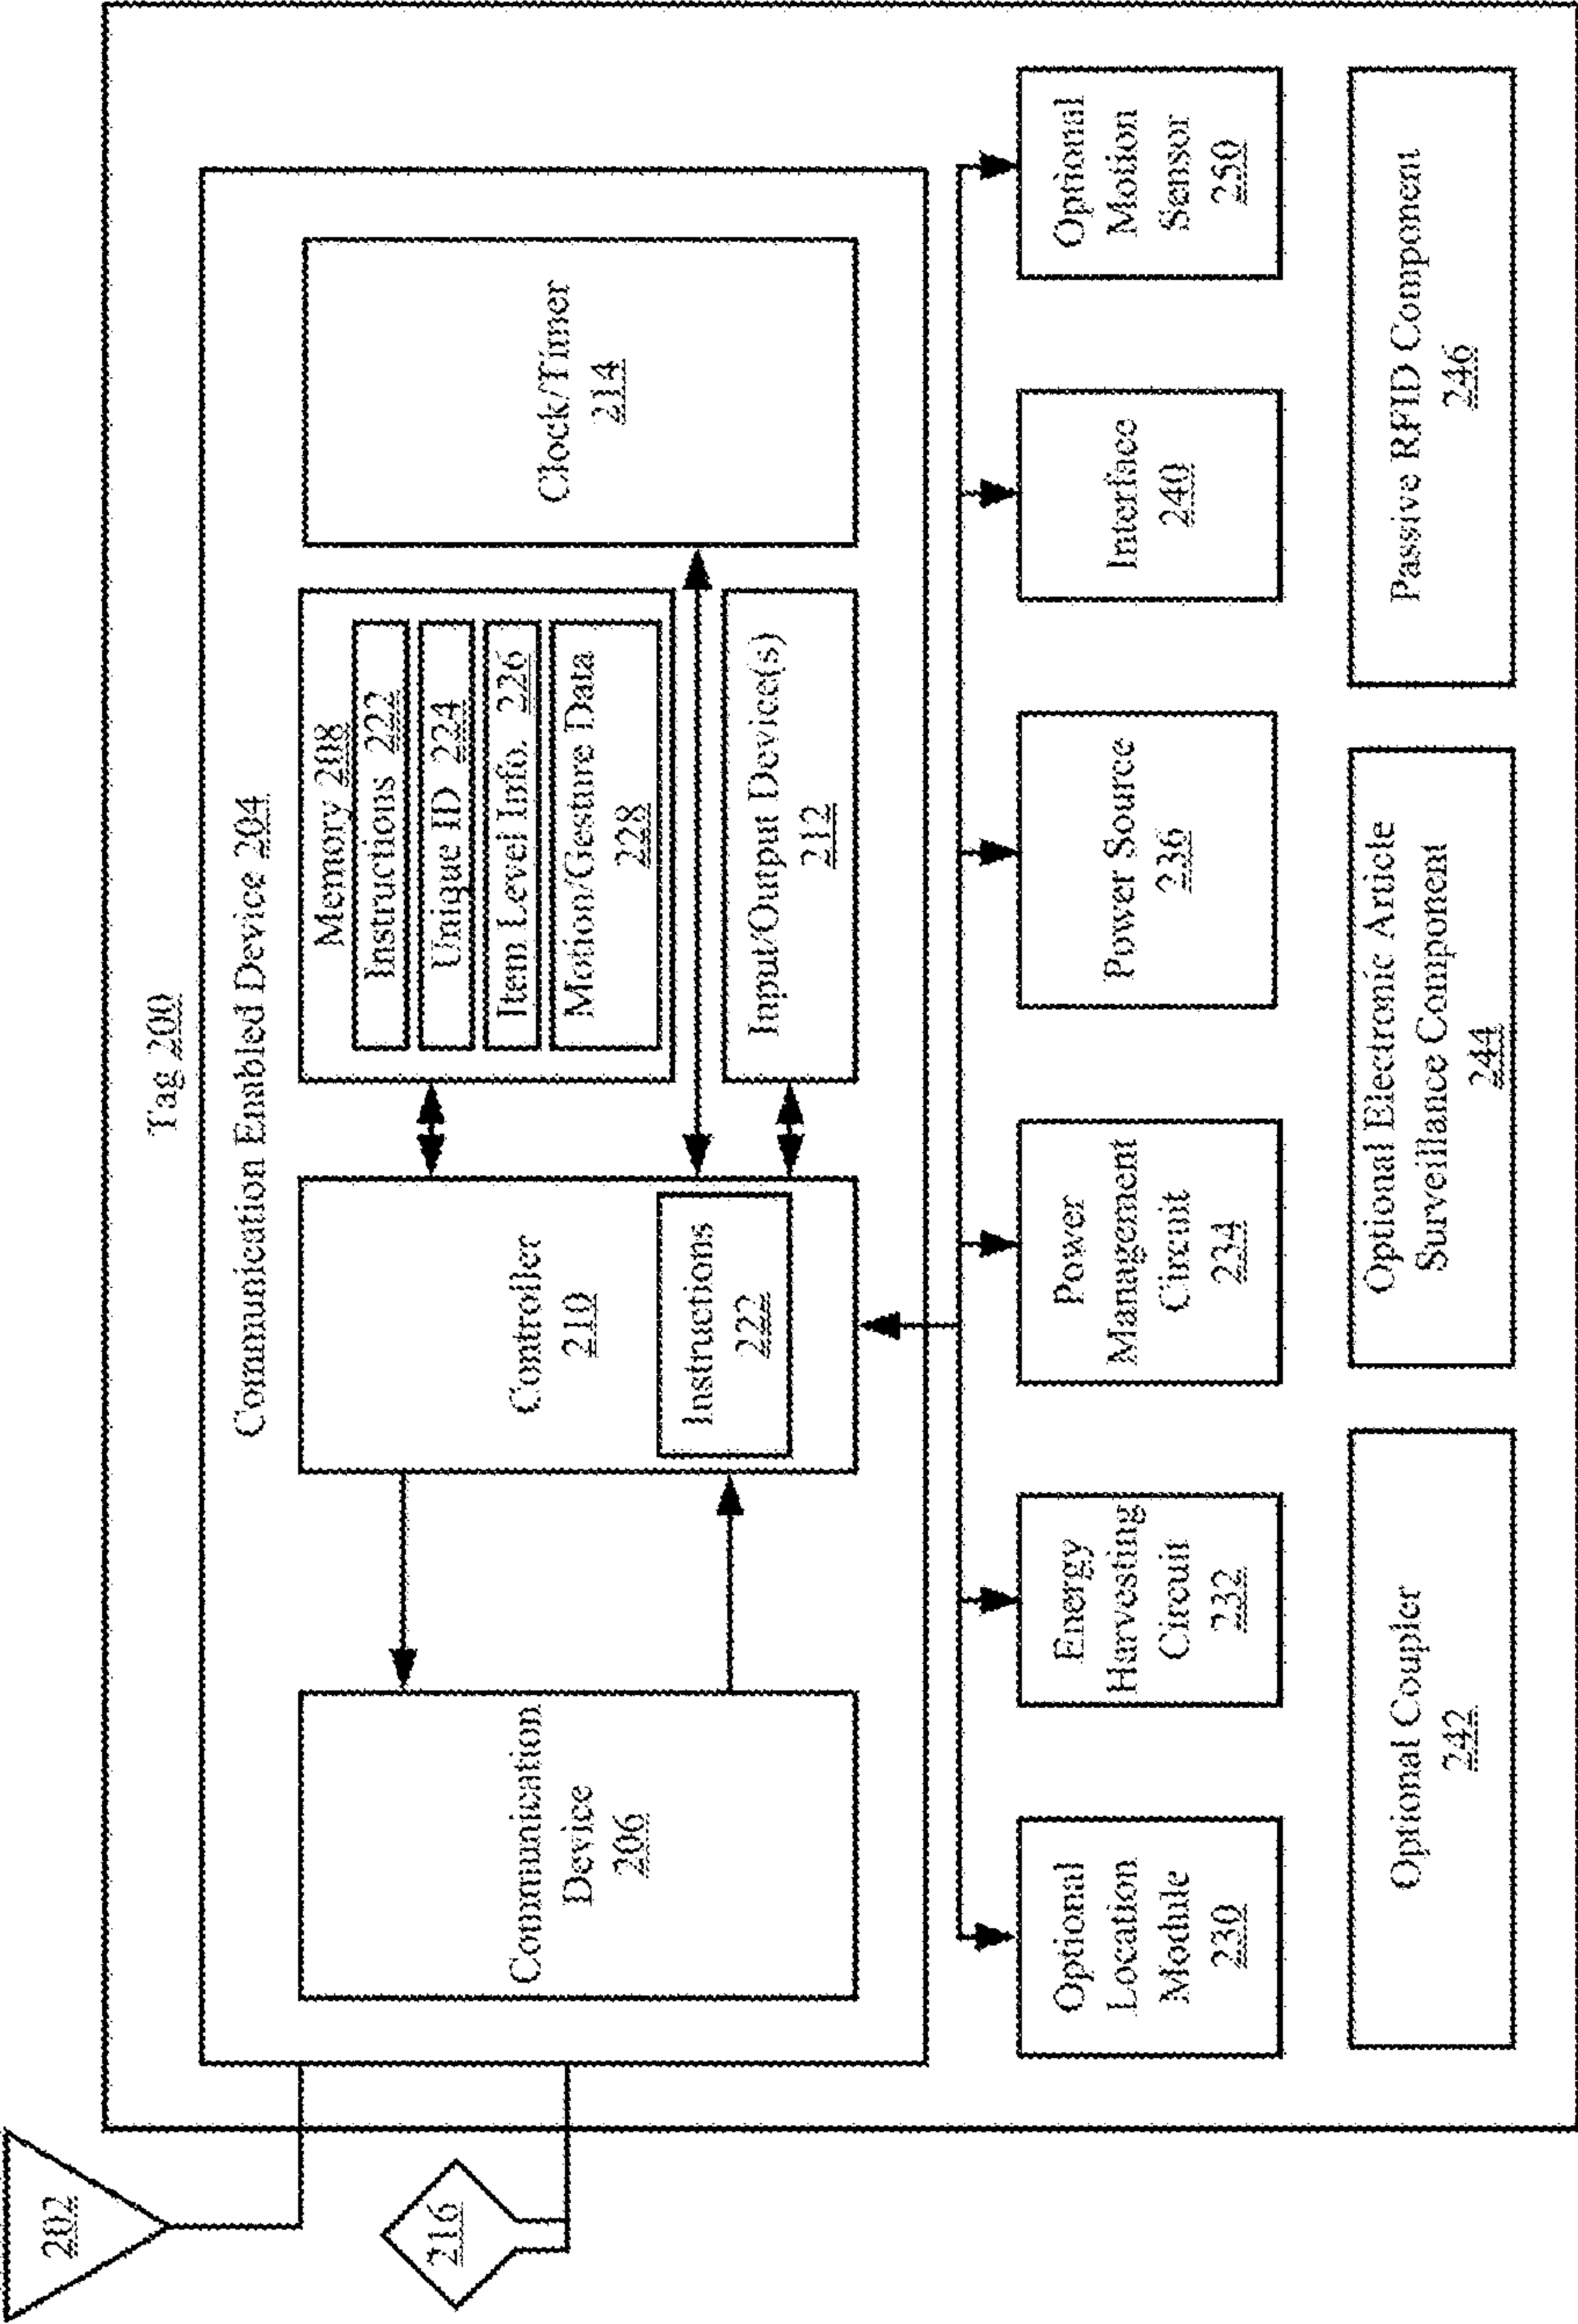 Tag 200
202
216
Communication Enabled Device 204
Communication
Device
206
Controller
210
Instructions
222
Memory 208
Instructions 222
Unique ID 224
Item Level Info. 226
Motion/Gesture Data
228
Input/Output Device(s)
212
Clock/Timer
214
Optional
Location
Module
230
Energy
Harvesting
Circuit
232
Power
Management
Circuit
234
Power Source
236
Interface
240
Optional
Motion
Sensor
250
Optional Coupler
242
Optional Electronic Article
Surveillance Component
244
Passive RFID Component
246